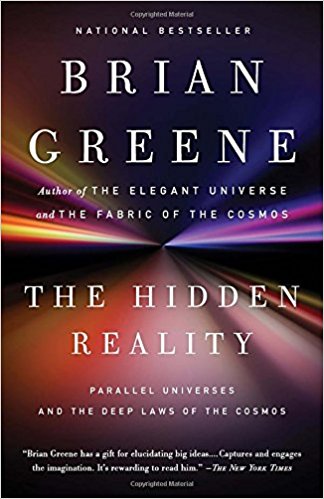 NATIONAL BESTSELLER
BRIAN
GREENE
Author of THE ELEGANT UNIVERSE
and THE FABRIC OF THE COSMOS
THE HIDDEN
REALITY
PARALLEL UNIVERSES
AND THE DEEP LAWS OF THE COSMOS
“Brian Greene has a gift for elucidating big ideas.... Captures and engages
the imagination. It's rewarding to read him.” —THE NEW YORK TIMES